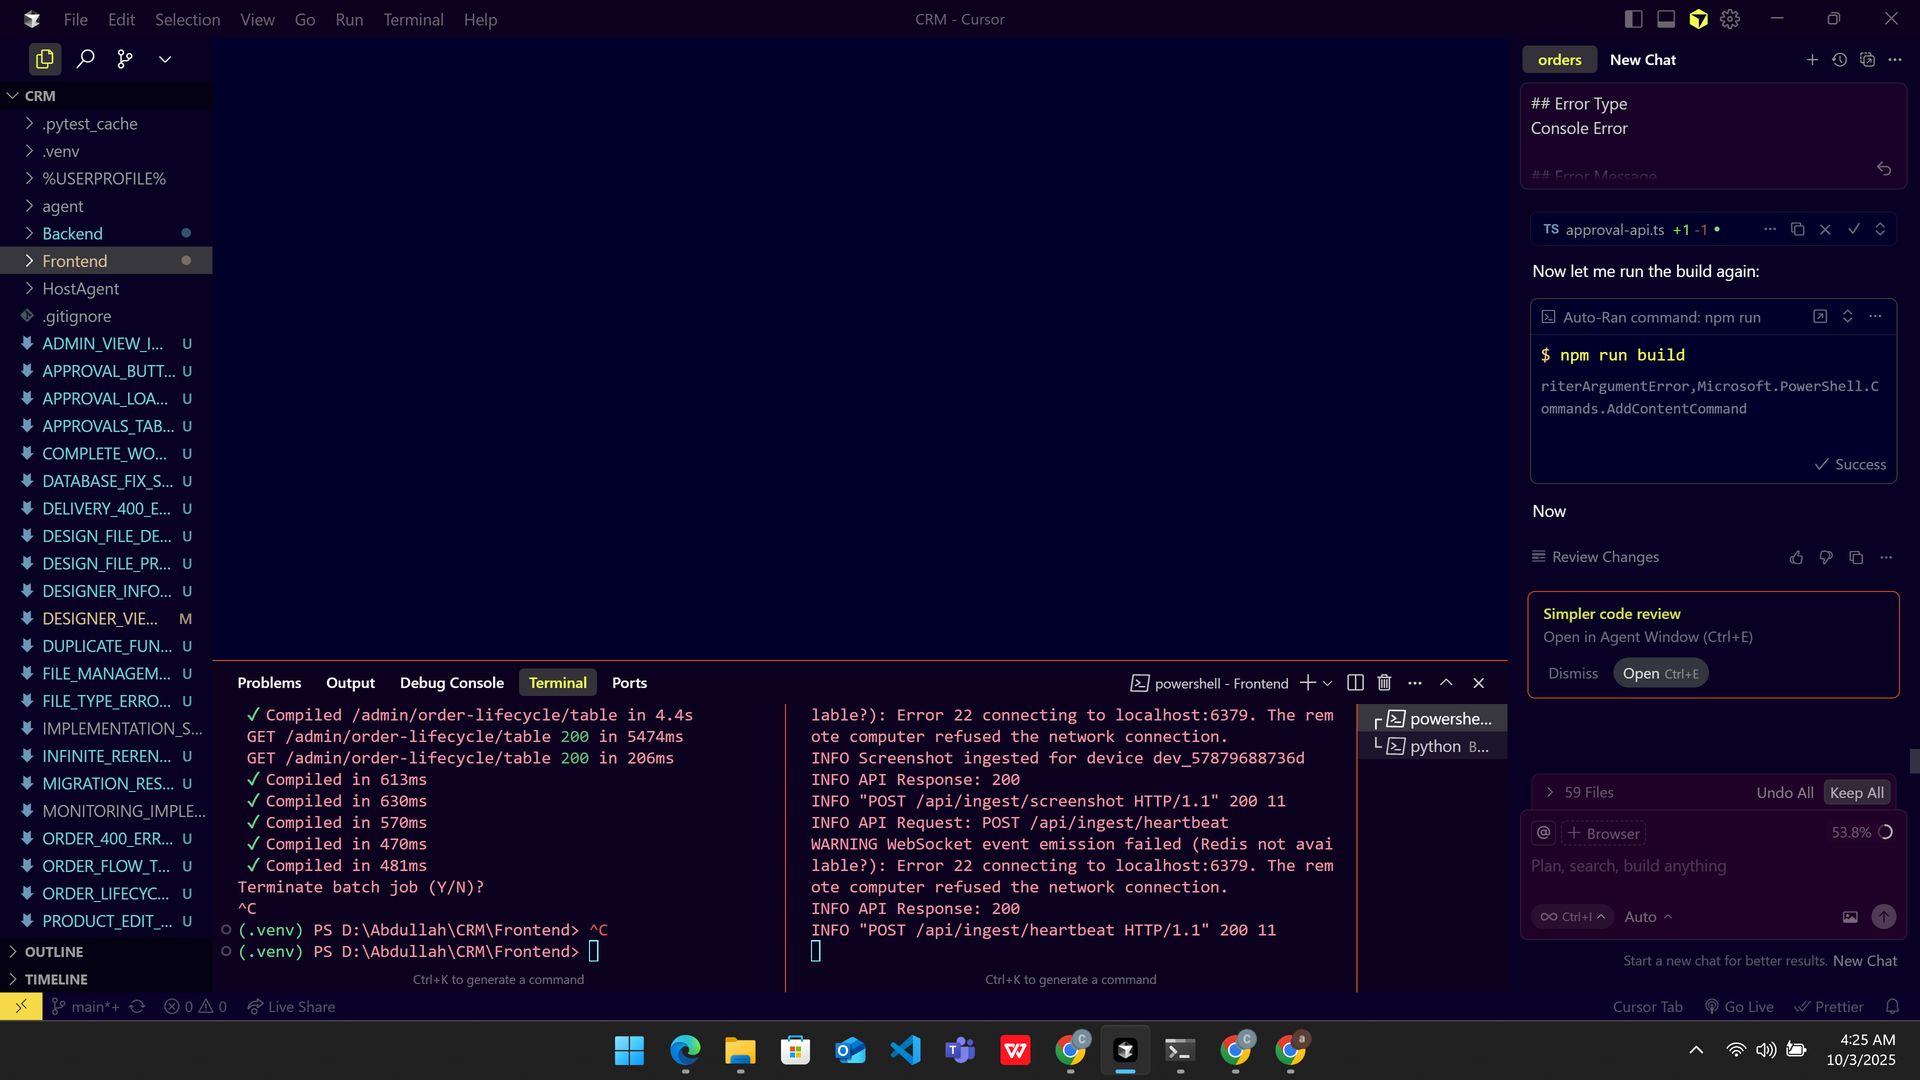 File Edit Selection View Go Run Terminal Help
CRM - Cursor
CRM
.pytest_cache
.venv
%USERPROFILE%
agent
Backend
Frontend
HostAgent
.gitignore
ADMIN_VIEW_I... U
APPROVAL_BUTT... U
APPROVAL_LOA... U
APPROVALS_TAB... U
COMPLETE_WO... U
DATABASE_FIX_S... U
DELIVERY_400_E... U
DESIGN_FILE_DE... U
DESIGN_FILE_PR... U
DESIGNER_INFO... U
DESIGNER_VIE... M
DUPLICATE_FUN... U
FILE_MANAGEM... U
FILE_TYPE_ERRO... U
IMPLEMENTATION_S...
INFINITE_REREN... U
MIGRATION_RES... U
MONITORING_IMPLE...
ORDER_400_ERR... U
ORDER_FLOW_T... U
ORDER_LIFECYC... U
PRODUCT_EDIT_... U
OUTLINE
TIMELINE
Problems Output Debug Console Terminal Ports
powershell - Frontend
✓ Compiled /admin/order-lifecycle/table in 4.4s
GET /admin/order-lifecycle/table 200 in 5474ms
GET /admin/order-lifecycle/table 200 in 206ms
✓ Compiled in 613ms
✓ Compiled in 630ms
✓ Compiled in 570ms
✓ Compiled in 470ms
✓ Compiled in 481ms
Terminate batch job (Y/N)?
^C
(.venv) PS D:\Abdullah\CRM\Frontend> ^C
(.venv) PS D:\Abdullah\CRM\Frontend>
Ctrl+K to generate a command
lable?): Error 22 connecting to localhost:6379. The rem
ote computer refused the network connection.
INFO Screenshot ingested for device dev_57879688736d
INFO API Response: 200
INFO "POST /api/ingest/screenshot HTTP/1.1" 200 11
INFO API Request: POST /api/ingest/heartbeat
WARNING WebSocket event emission failed (Redis not avai
lable?): Error 22 connecting to localhost:6379. The rem
ote computer refused the network connection.
INFO API Response: 200
INFO "POST /api/ingest/heartbeat HTTP/1.1" 200 11
Ctrl+K to generate a command
powershe...
python B...
orders New Chat
## Error Type
Console Error
## Error Message
TS approval-api.ts +1 -1 •
Now let me run the build again:
Auto-Ran command: npm run
$ npm run build
riterArgumentError,Microsoft.PowerShell.C
ommands.AddContentCommand
✓ Success
Now
Review Changes
Simpler code review
Open in Agent Window (Ctrl+E)
Dismiss Open Ctrl+E
59 Files Undo All Keep All
@ + Browser 53.8%
Plan, search, build anything
∞ Ctrl+I Auto
Start a new chat for better results. New Chat
main*+ 0 0 Live Share
Cursor Tab Go Live Prettier
4:25 AM
10/3/2025